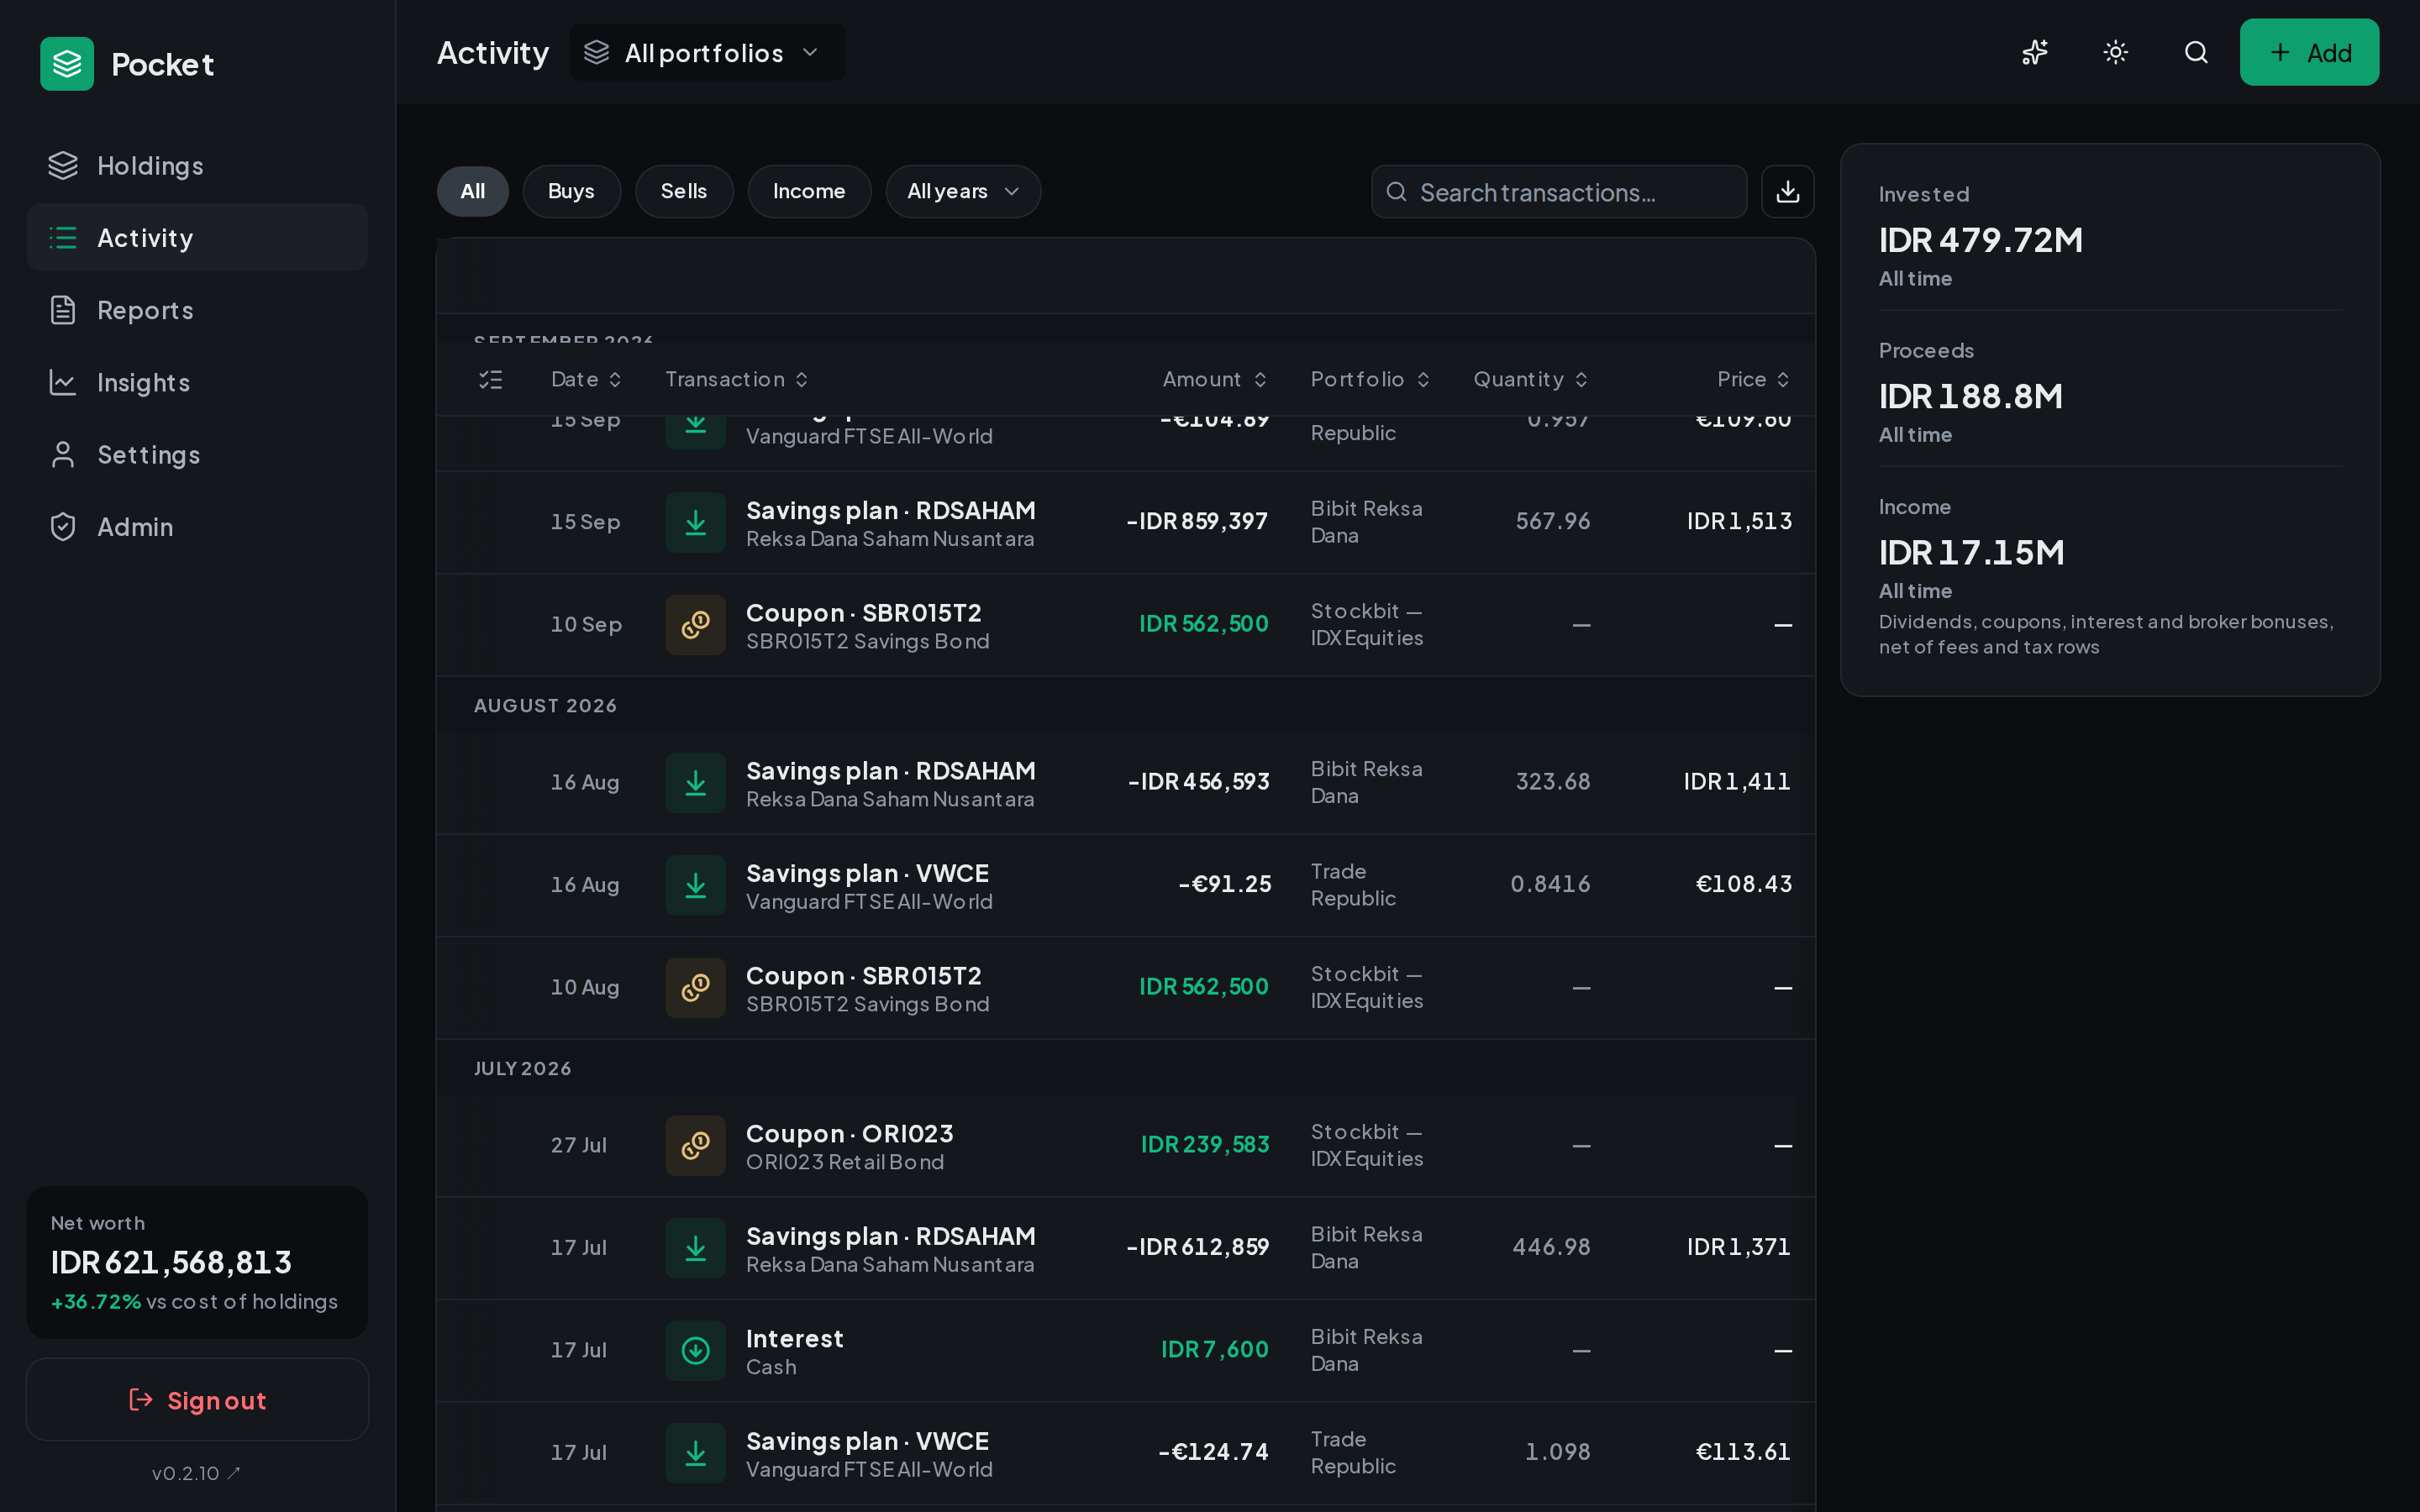 Pocket
Holdings
Activity
Reports
Insights
Settings
Admin
Net worth
IDR 621,568,813
+36.72% vs cost of holdings
Sign out
v0.2.10 ↗
Activity
All portfolios
Add
All
Buys
Sells
Income
All years
Search transactions...
SEPTEMBER 2026
Date
Transaction
Amount
Portfolio
Quantity
Price
15 Sep
-€104.89
0.957
€109.60
Vanguard FTSE All-World
Republic
15 Sep
Savings plan · RDSAHAM
Reksa Dana Saham Nusantara
-IDR 859,397
Bibit Reksa
Dana
567.96
IDR 1,513
10 Sep
Coupon · SBR015T2
SBR015T2 Savings Bond
IDR 562,500
Stockbit —
IDX Equities
—
—
AUGUST 2026
16 Aug
Savings plan · RDSAHAM
Reksa Dana Saham Nusantara
-IDR 456,593
Bibit Reksa
Dana
323.68
IDR 1,411
16 Aug
Savings plan · VWCE
Vanguard FTSE All-World
-€91.25
Trade
Republic
0.8416
€108.43
10 Aug
Coupon · SBR015T2
SBR015T2 Savings Bond
IDR 562,500
Stockbit —
IDX Equities
—
—
JULY 2026
27 Jul
Coupon · ORI023
ORI023 Retail Bond
IDR 239,583
Stockbit —
IDX Equities
—
—
17 Jul
Savings plan · RDSAHAM
Reksa Dana Saham Nusantara
-IDR 612,859
Bibit Reksa
Dana
446.98
IDR 1,371
17 Jul
Interest
Cash
IDR 7,600
Bibit Reksa
Dana
—
—
17 Jul
Savings plan · VWCE
Vanguard FTSE All-World
-€124.74
Trade
Republic
1.098
€113.61
Invested
IDR 479.72M
All time
Proceeds
IDR 188.8M
All time
Income
IDR 17.15M
All time
Dividends, coupons, interest and broker bonuses,
net of fees and tax rows